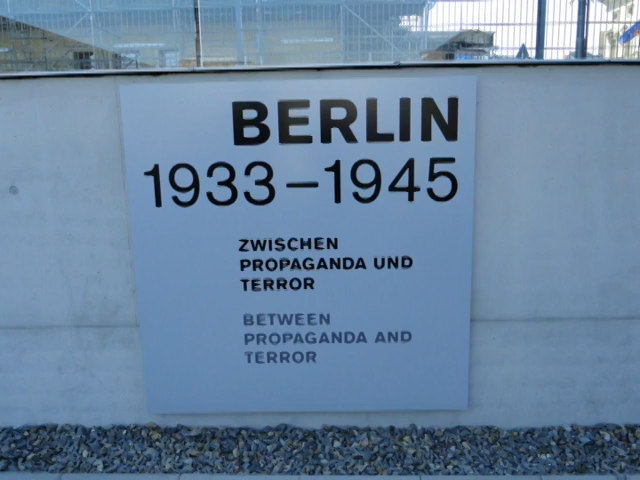 BERLIN
1933–1945
ZWISCHEN
PROPAGANDA UND
TERROR
BETWEEN
PROPAGANDA AND
TERROR